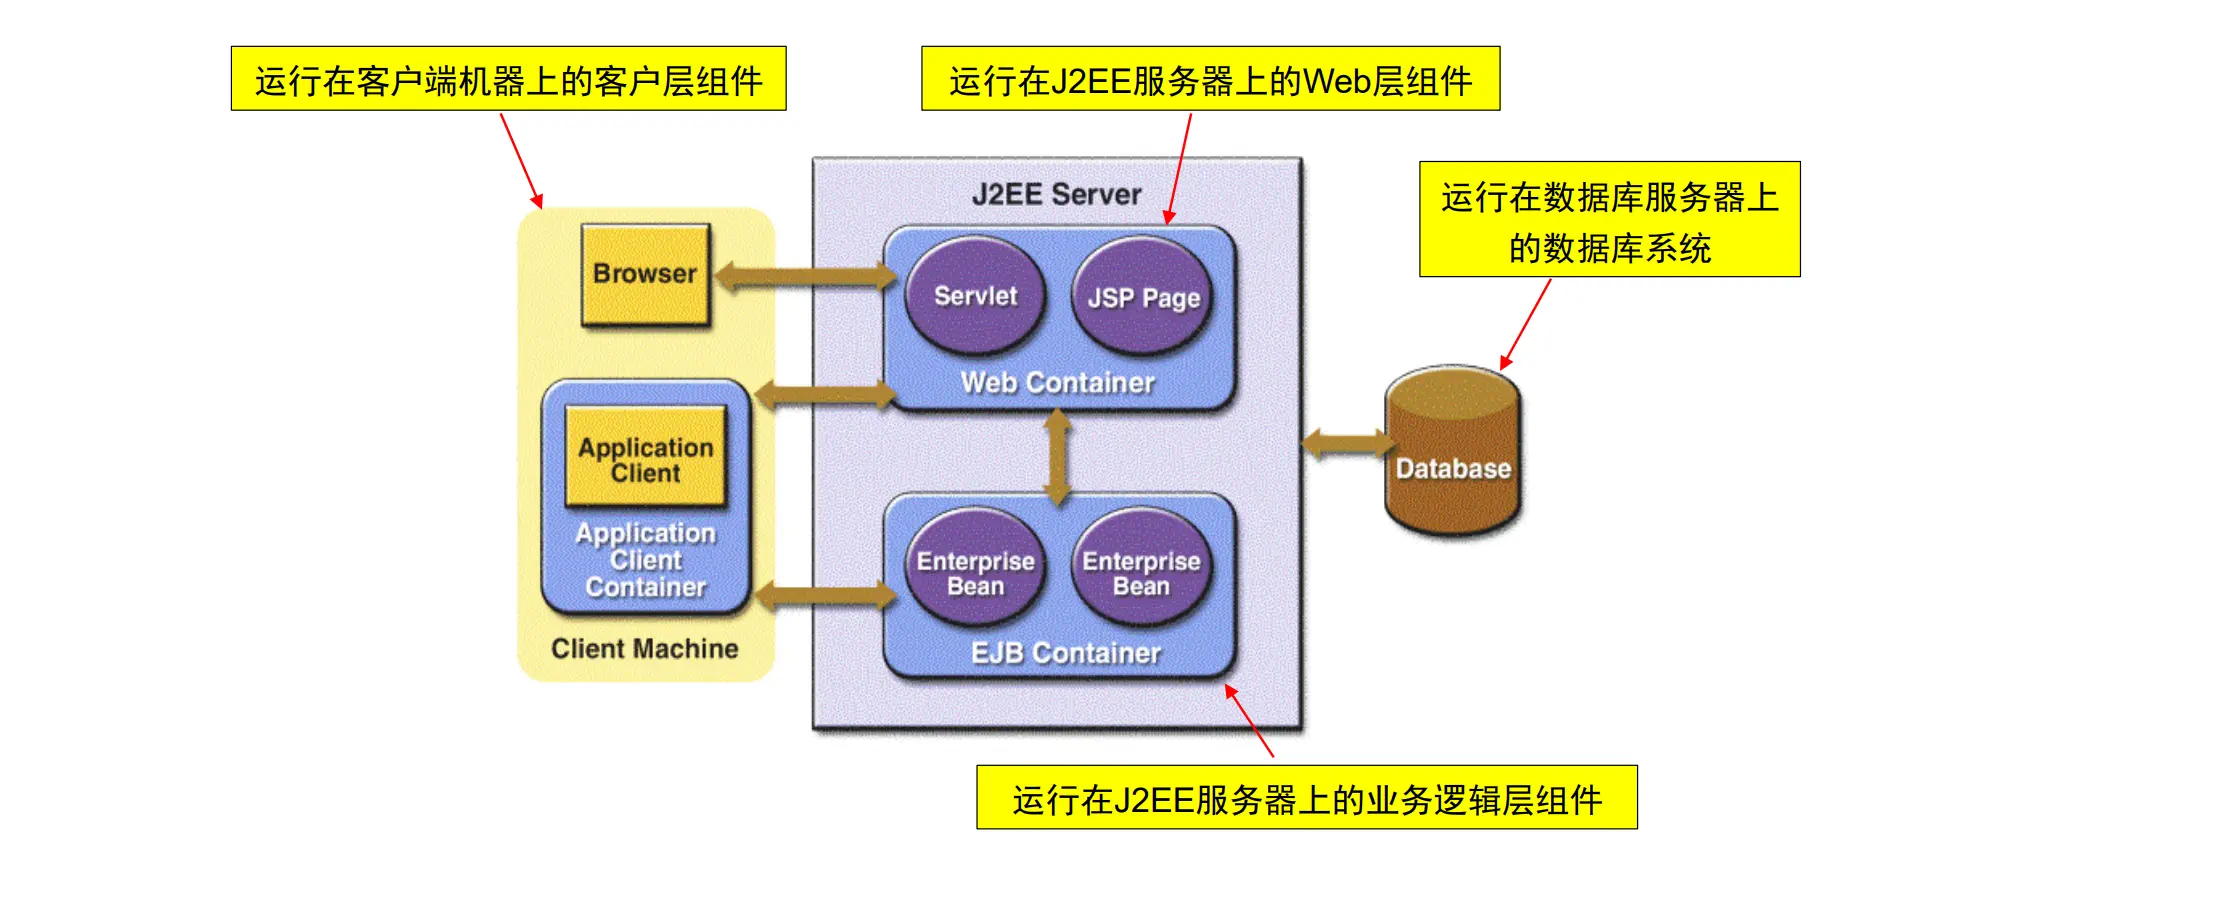 运行在客户端机器上的客户层组件
运行在J2EE服务器上的Web层组件
运行在数据库服务器上
的数据库系统
J2EE Server
Browser
Servlet
JSP Page
Web Container
Application
Client
Application
Client
Container
Client Machine
Database
Enterprise
Bean
Enterprise
Bean
EJB Container
运行在J2EE服务器上的业务逻辑层组件